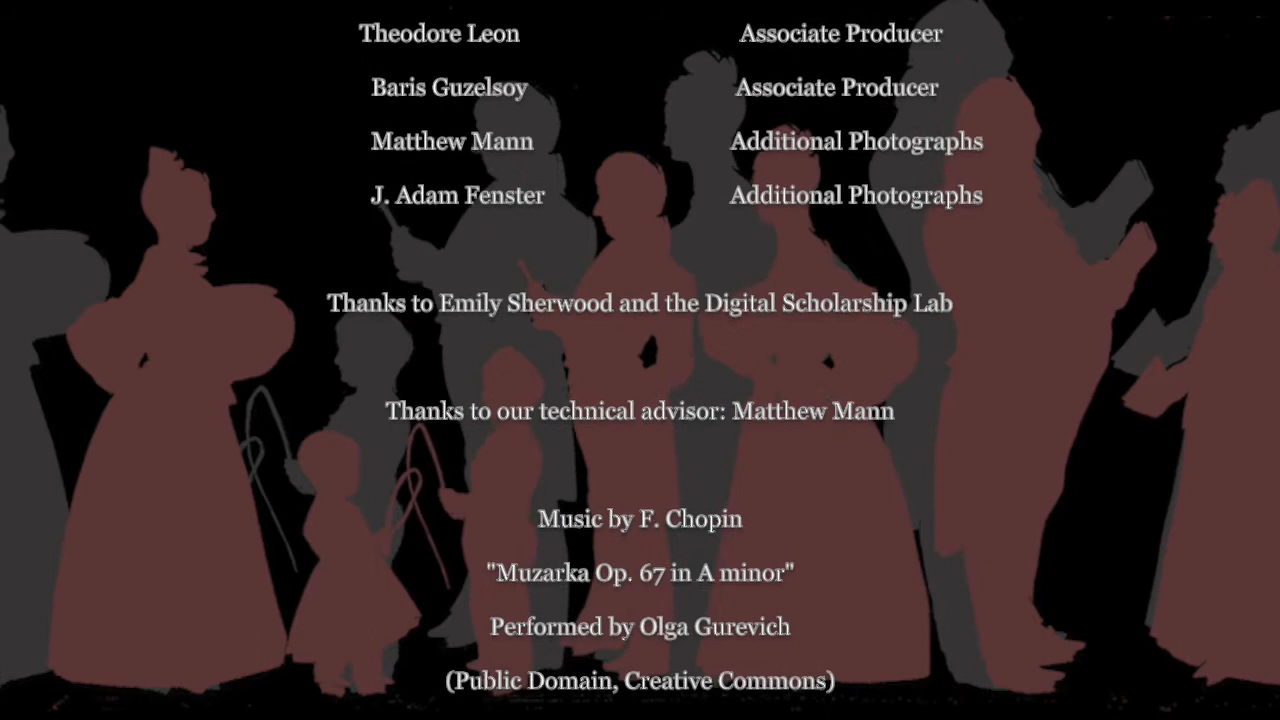 Theodore Leon Associate Producer
Baris Guzelsoy Associate Producer
Matthew Mann Additional Photographs
J. Adam Fenster Additional Photographs
Thanks to Emily Sherwood and the Digital Scholarship Lab
Thanks to our technical advisor: Matthew Mann
Music by F. Chopin
"Muzarka Op. 67 in A minor"
Performed by Olga Gurevich
(Public Domain, Creative Commons)